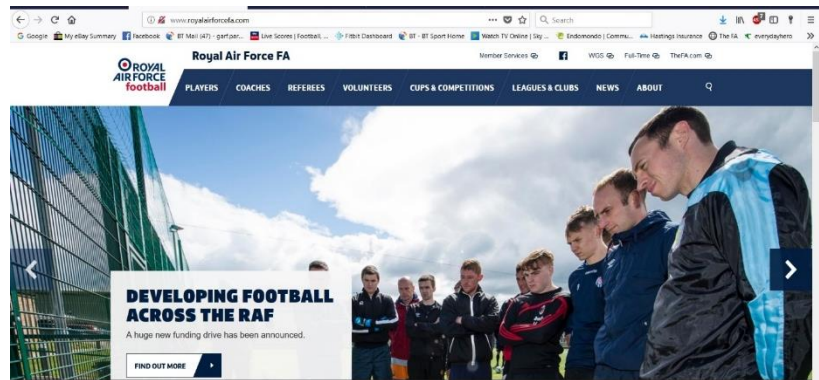 www.royalairforcefa.com
Search
Google My eBay Summary Facebook BT Mail (47) - garf.par... Live Scores | Football, ... Fitbit Dashboard BT - BT Sport Home Watch TV Online | Sky ... Endomondo | Commu... Hastings Insurance The FA everydayhero
Royal Air Force FA
Member Services WGS Full-Time TheFA.com
ROYAL
AIR FORCE
football
PLAYERS COACHES REFEREES VOLUNTEERS CUPS & COMPETITIONS LEAGUES & CLUBS NEWS ABOUT
DEVELOPING FOOTBALL
ACROSS THE RAF
A huge new funding drive has been announced.
FIND OUT MORE